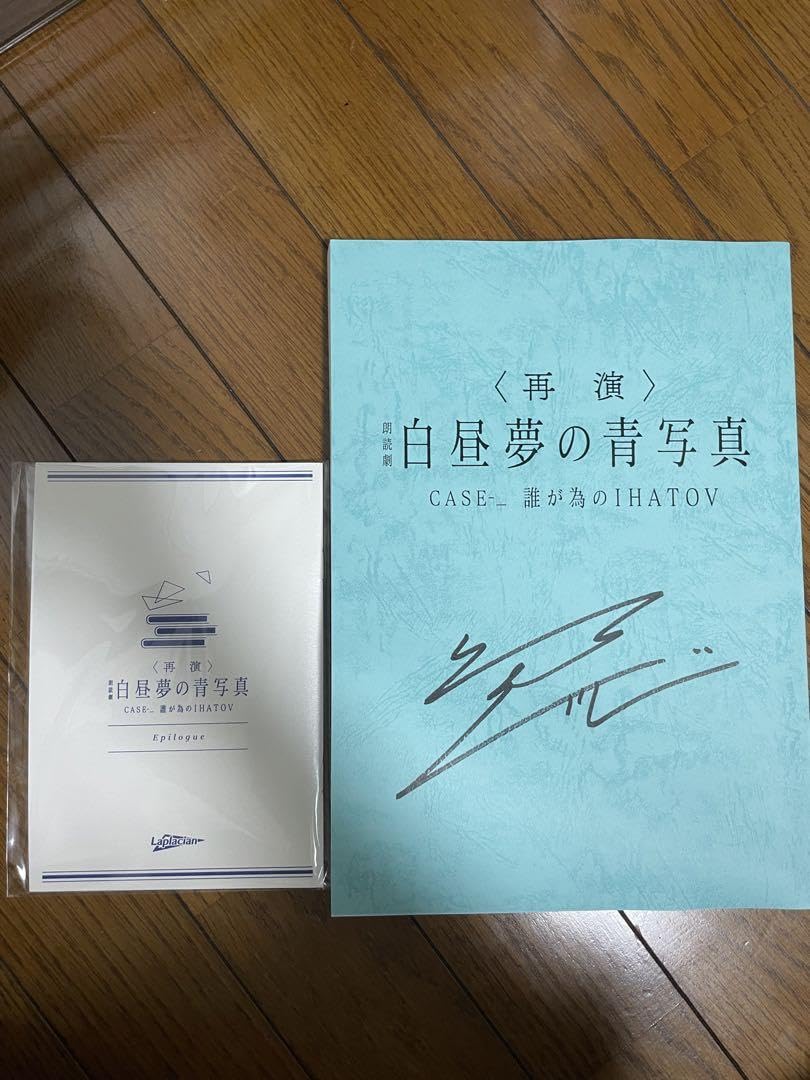 〈再 演〉
朗読劇 白昼夢の青写真
CASE-_ 誰が為のIHATOV
〈再 演〉
朗読劇 白昼夢の青写真
CASE-_ 誰が為のIHATOV
Epilogue
Laplacian